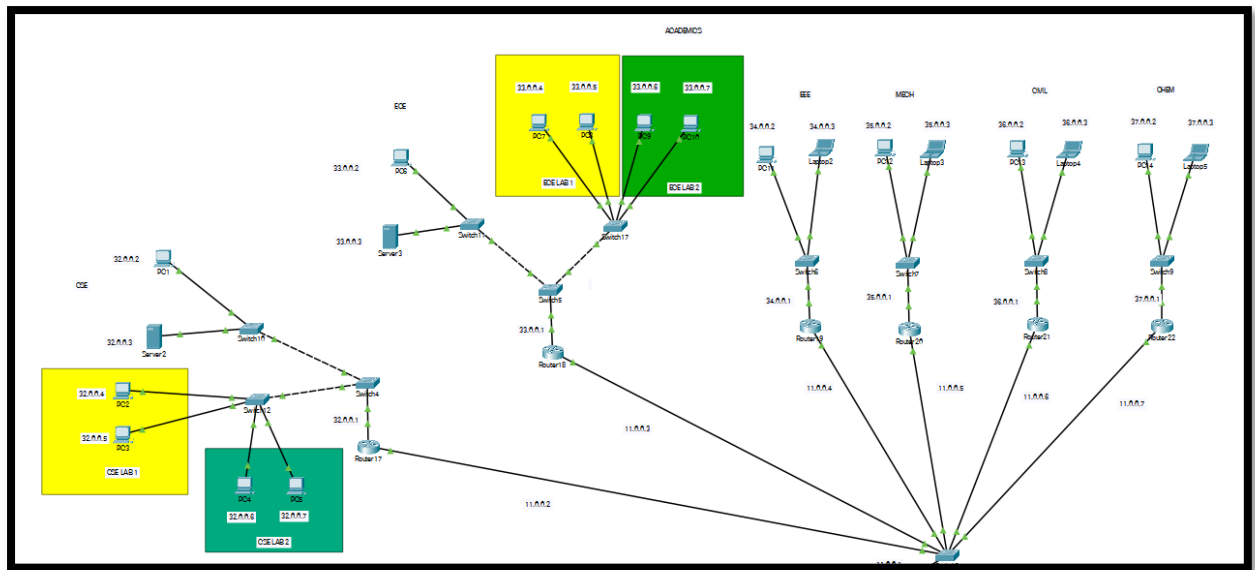 ACADEMICS
33.0.0.4
33.0.0.5
33.0.0.6
33.0.0.7
PC7
PC8
PC9
PC10
ECE LAB 1
ECE LAB 2
Switch17
ECE
33.0.0.2
PC6
33.0.0.3
Server3
Switch11
Switch5
33.0.0.1
Router18
11.0.0.3
EEE
34.0.0.2
34.0.0.3
PC11
Laptop2
Switch6
34.0.0.1
Router19
11.0.0.4
MECH
35.0.0.2
35.0.0.3
PC12
Laptop3
Switch7
35.0.0.1
Router20
11.0.0.5
CIVIL
36.0.0.2
36.0.0.3
PC13
Laptop4
Switch8
36.0.0.1
Router21
11.0.0.6
CHEM
37.0.0.2
37.0.0.3
PC14
Laptop5
Switch9
37.0.0.1
Router22
11.0.0.7
CSE
32.0.0.2
PC1
32.0.0.3
Server2
Switch10
32.0.0.4
PC2
32.0.0.5
PC3
CSE LAB 1
Switch12
Switch4
32.0.0.1
Router17
11.0.0.2
PC4
PC5
32.0.0.6
32.0.0.7
CSE LAB 2